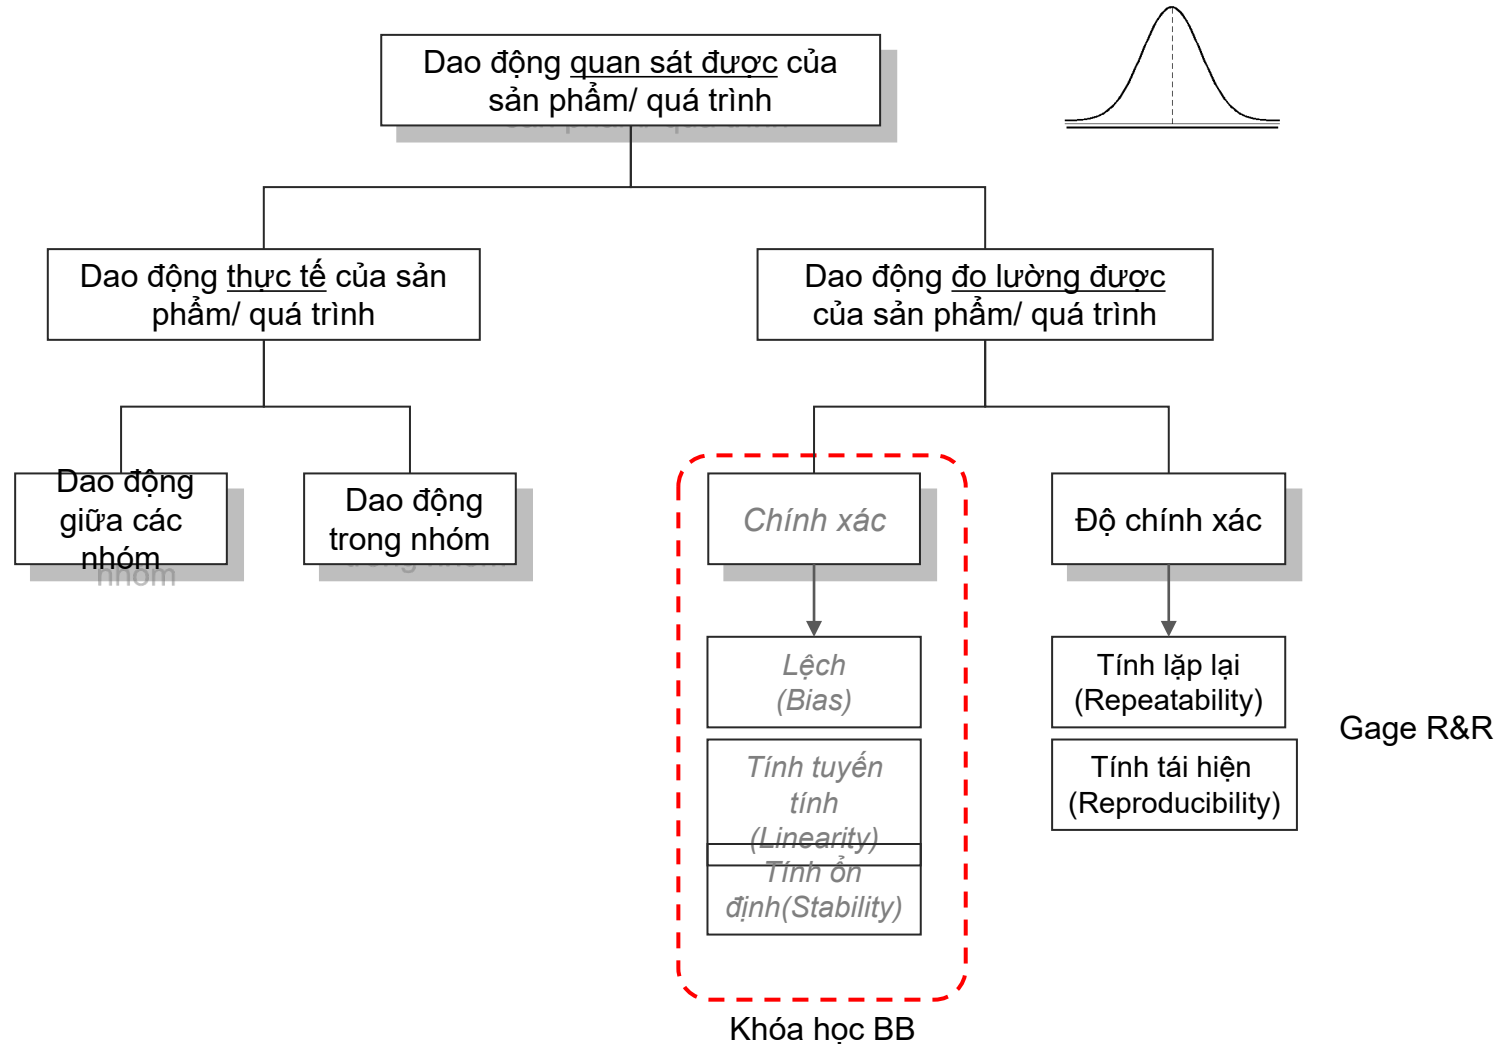 Dao động quan sát được của
sản phẩm/ quá trình
Dao động thực tế của sản
phẩm/ quá trình
Dao động đo lường được
của sản phẩm/ quá trình
Dao động
giữa các
nhóm
Dao động
trong nhóm
Chính xác
Độ chính xác
Lệch
(Bias)
Tính tuyến
tính
(Linearity)
Tính ổn
định(Stability)
Tính lặp lại
(Repeatability)
Tính tái hiện
(Reproducibility)
Gage R&R
Khóa học BB